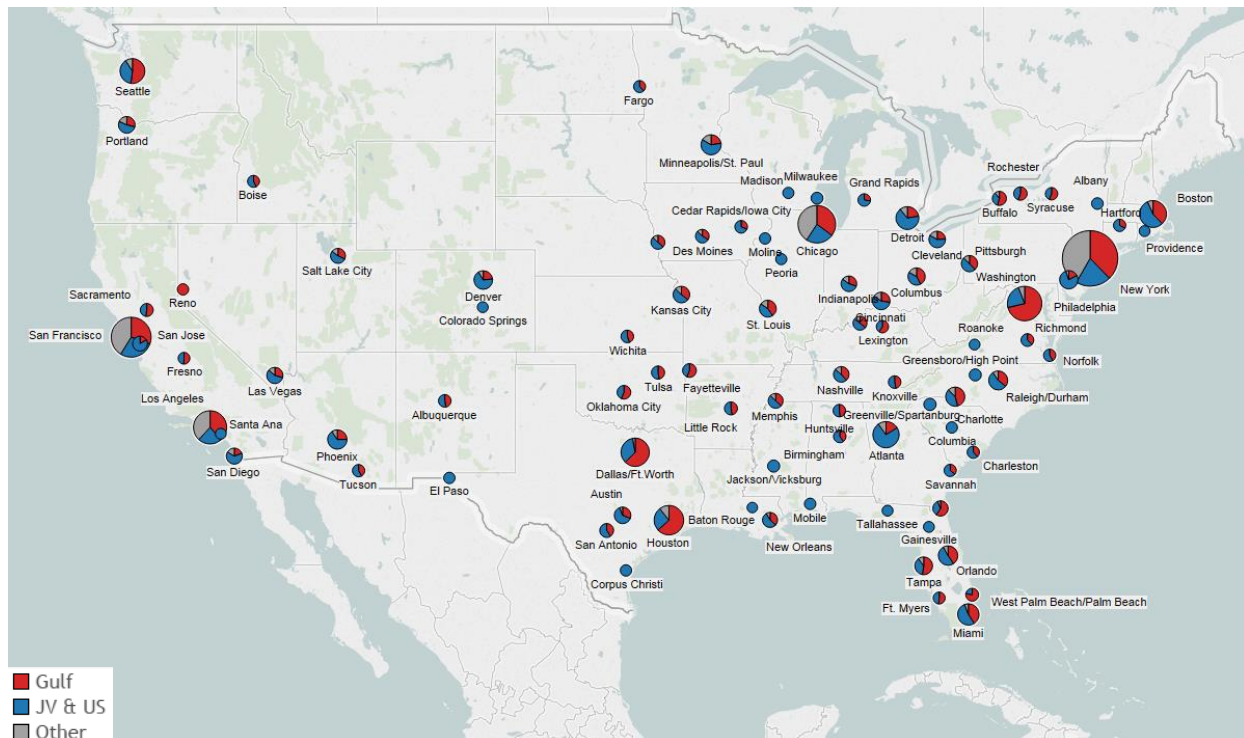 Seattle
Portland
Boise
Fargo
Minneapolis/St. Paul
Madison
Milwaukee
Grand Rapids
Rochester
Albany
Buffalo
Syracuse
Hartford
Boston
Providence
Cedar Rapids/Iowa City
Des Moines
Moline
Chicago
Detroit
Cleveland
Pittsburgh
Washington
New York
Philadelphia
Peoria
Salt Lake City
Denver
Colorado Springs
Kansas City
St. Louis
Indianapolis
Columbus
Cincinnati
Lexington
Richmond
Roanoke
Norfolk
Greensboro/High Point
Raleigh/Durham
Sacramento
Reno
San Francisco
San Jose
Fresno
Las Vegas
Los Angeles
Santa Ana
San Diego
Phoenix
Tucson
Albuquerque
El Paso
Wichita
Tulsa
Fayetteville
Oklahoma City
Little Rock
Memphis
Nashville
Knoxville
Greenville/Spartanburg
Charlotte
Huntsville
Birmingham
Atlanta
Columbia
Charleston
Savannah
Dallas/Ft.Worth
Jackson/Vicksburg
Austin
San Antonio
Houston
Baton Rouge
New Orleans
Mobile
Tallahassee
Gainesville
Corpus Christi
Orlando
Tampa
Ft. Myers
West Palm Beach/Palm Beach
Miami
Gulf
JV & US
Other